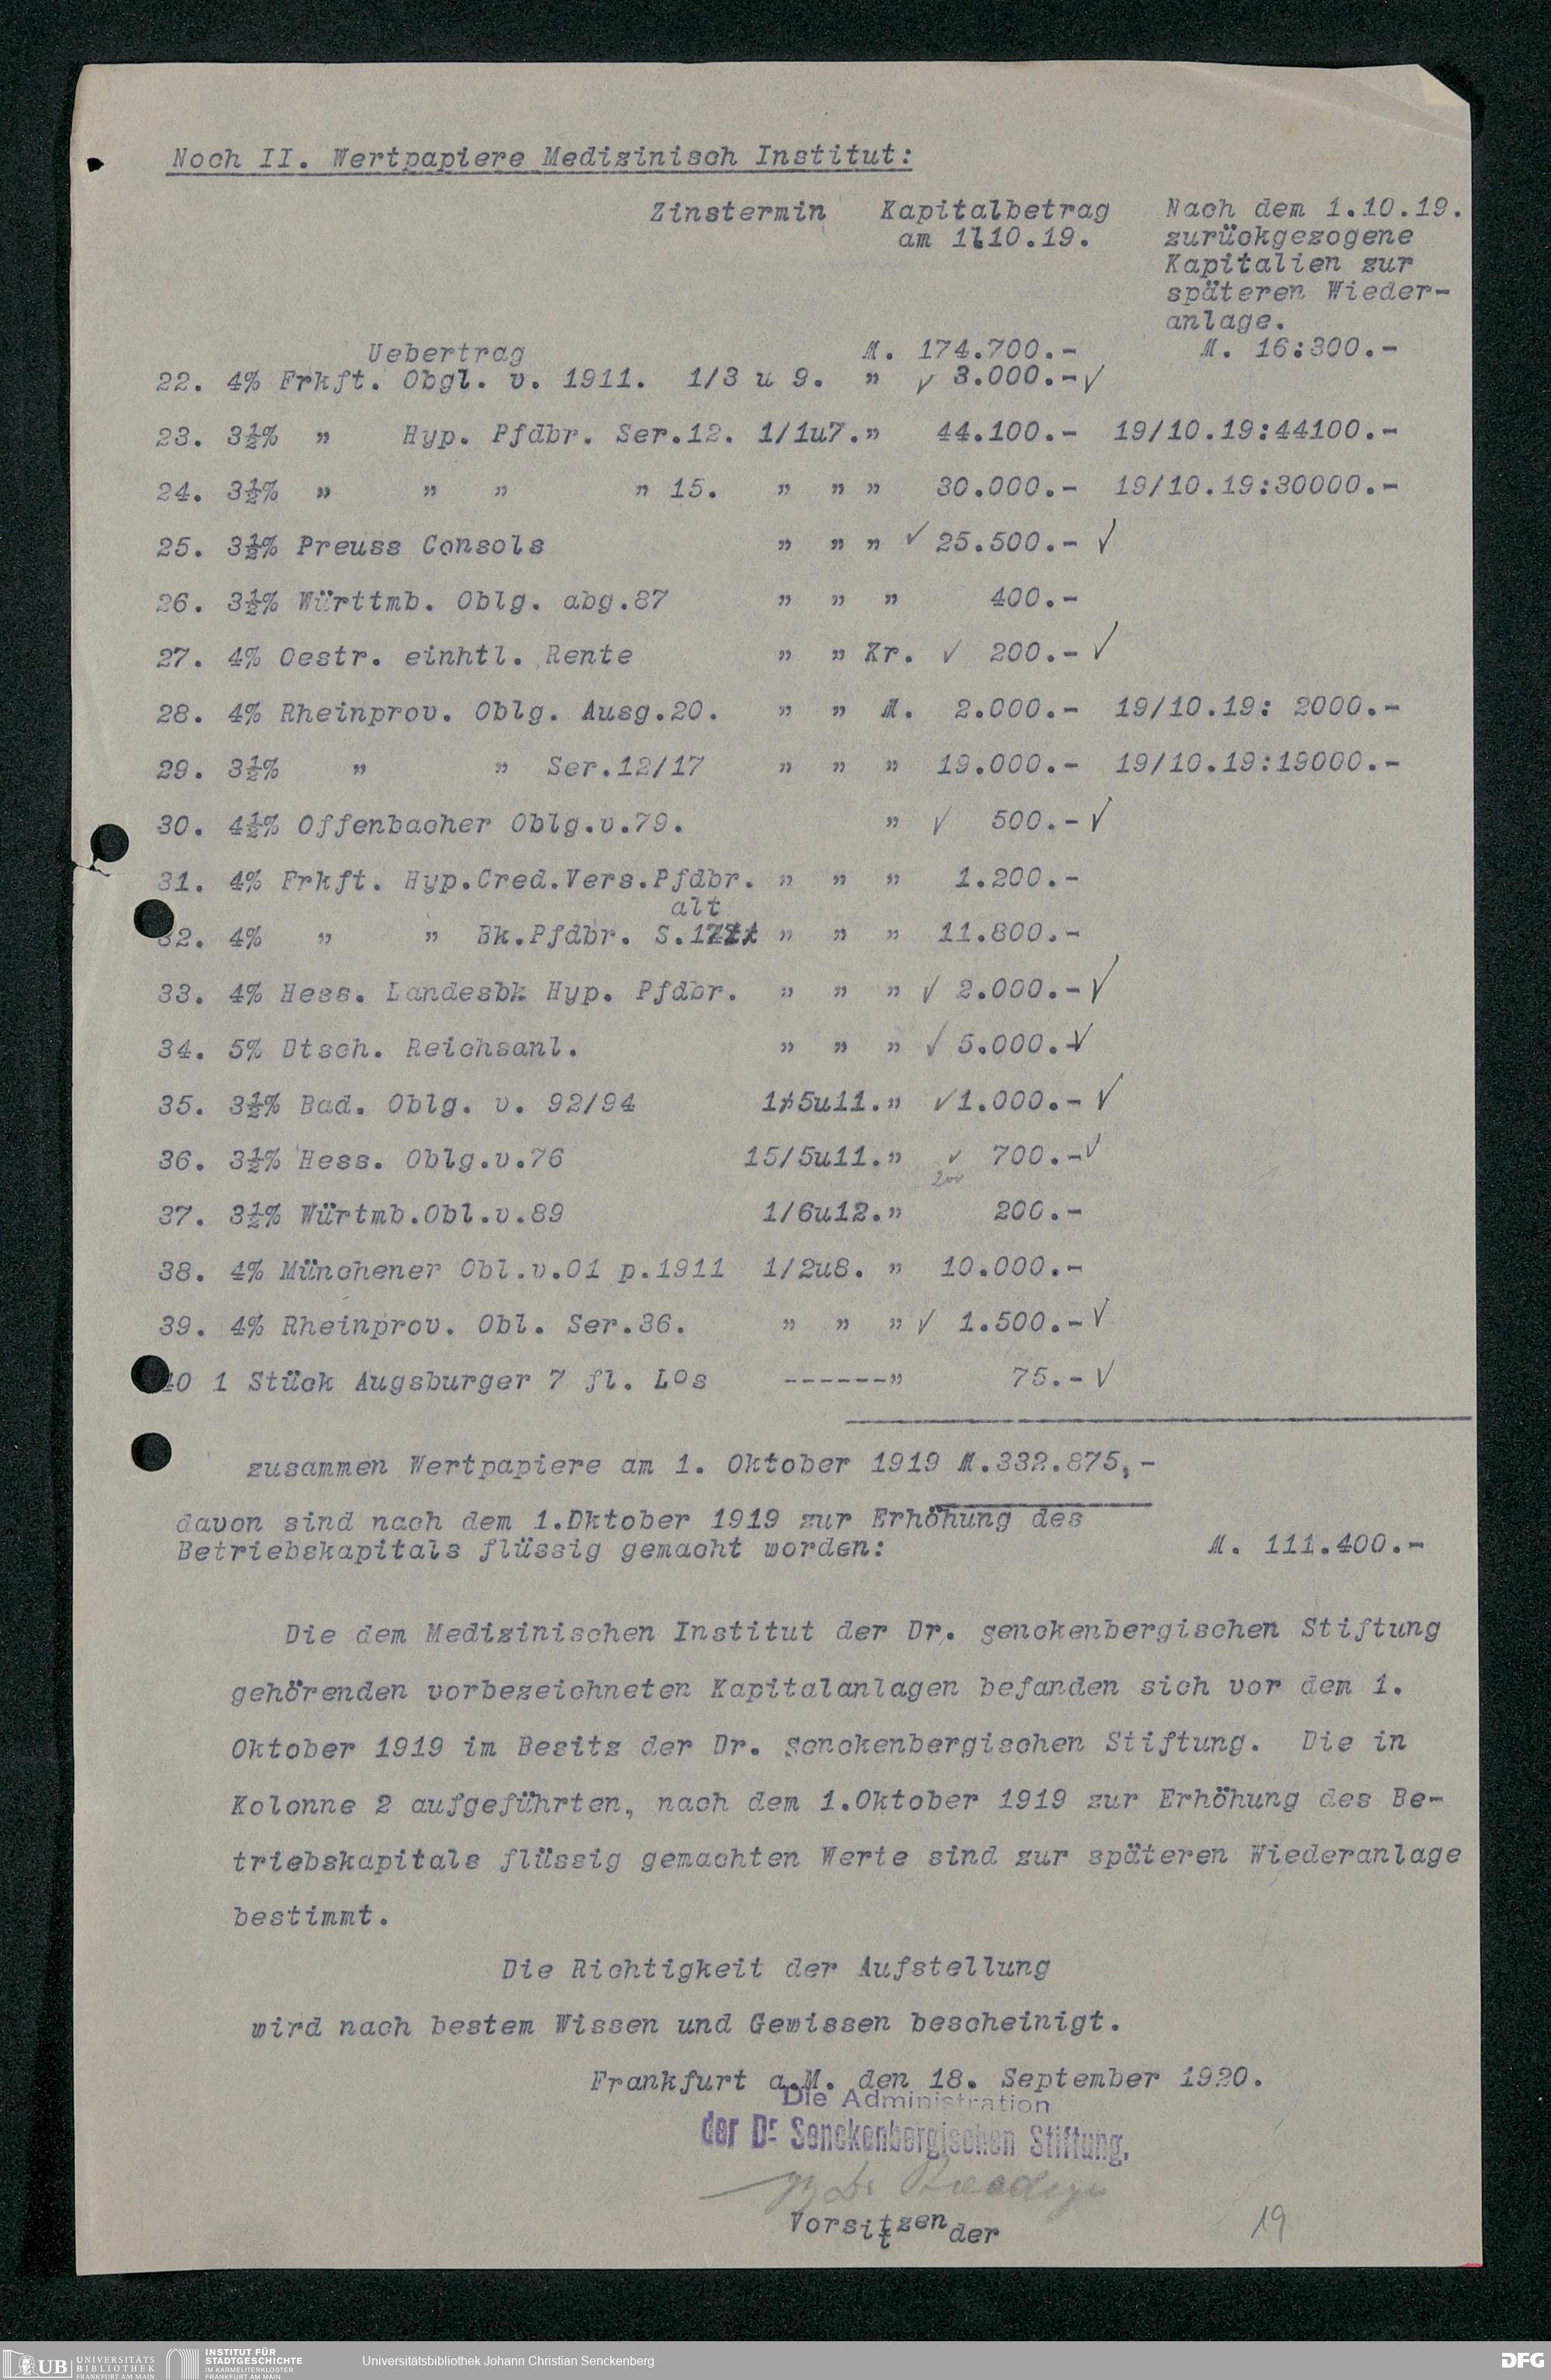 Noch II. Wertpapiere Medizinisch Institut:
Zinstermin Kapitalbetrag Nach dem 1.10.19.
am 1.10.19. zurückgezogene
Kapitalien zur
späteren Wieder-
anlage.
Uebertrag M. 174.700.- M. 16:300.-
22. 4% Frkft. Obgl. v. 1911. 1/3 u 9. " ✓ 3.000.-✓
23. 3½% " Hyp. Pfdbr. Ser.12. 1/1u7." 44.100.- 19/10.19:44100.-
24. 3½% " " " " 15. " " " 30.000.- 19/10.19:30000.-
25. 3½% Preuss Consols " " " ✓ 25.500.- ✓
26. 3½% Württmb. Oblg. abg.87 " " " 400.-
27. 4% Oestr. einhtl. Rente " " Kr. ✓ 200.- ✓
28. 4% Rheinprov. Oblg. Ausg.20. " " M. 2.000.- 19/10.19: 2000.-
29. 3½% " " Ser.12/17 " " " 19.000.- 19/10.19:19000.-
30. 4½% Offenbacher Oblg.v.79. " ✓ 500.- ✓
31. 4% Frkft. Hyp.Cred.Vers.Pfdbr. " " " 1.200.-
alt
32. 4% " " Bk.Pfdbr. S. " " " 11.800.-
33. 4% Hess. Landesbk Hyp. Pfdbr. " " " ✓ 2.000.- ✓
34. 5% Dtsch. Reichsanl. " " " ✓ 5.000.-✓
35. 3½% Bad. Oblg. v. 92/94 1/5u11." ✓ 1.000.- ✓
36. 3½% Hess. Oblg.v.76 15/5u11." ✓ 700.-✓
200
37. 3½% Würtmb.Obl.v.89 1/6u12." 200.-
38. 4% Münchener Obl.v.01 p.1911 1/2u8. " 10.000.-
39. 4% Rheinprov. Obl. Ser.36. " " " ✓ 1.500.- ✓
40 1 Stück Augsburger 7 fl. Los ------" 75.- ✓
zusammen Wertpapiere am 1. Oktober 1919 M.332.875,-
davon sind nach dem 1.Dktober 1919 zur Erhöhung des
Betriebskapitals flüssig gemacht worden: M. 111.400.-
Die dem Medizinischen Institut der Dr. senckenbergischen Stiftung
gehörenden vorbezeichneten Kapitalanlagen befanden sich vor dem 1.
Oktober 1919 im Besitz der Dr. senckenbergischen Stiftung. Die in
Kolonne 2 aufgeführten, nach dem 1.Oktober 1919 zur Erhöhung des Be-
triebskapitals flüssig gemachten Werte sind zur späteren Wiederanlage
bestimmt.
Die Richtigkeit der Aufstellung
wird nach bestem Wissen und Gewissen bescheinigt.
Frankfurt a.M. den 18. September 1920.
Die Administration
der Dr. Senckenbergischen Stiftung,
Vorsitzender
19
UB UNIVERSITÄTS
BIBLIOTHEK
FRANKFURT AM MAIN
INSTITUT FÜR
STADTGESCHICHTE
IM KARMELITERKLOSTER
FRANKFURT AM MAIN
Universitätsbibliothek Johann Christian Senckenberg
DFG